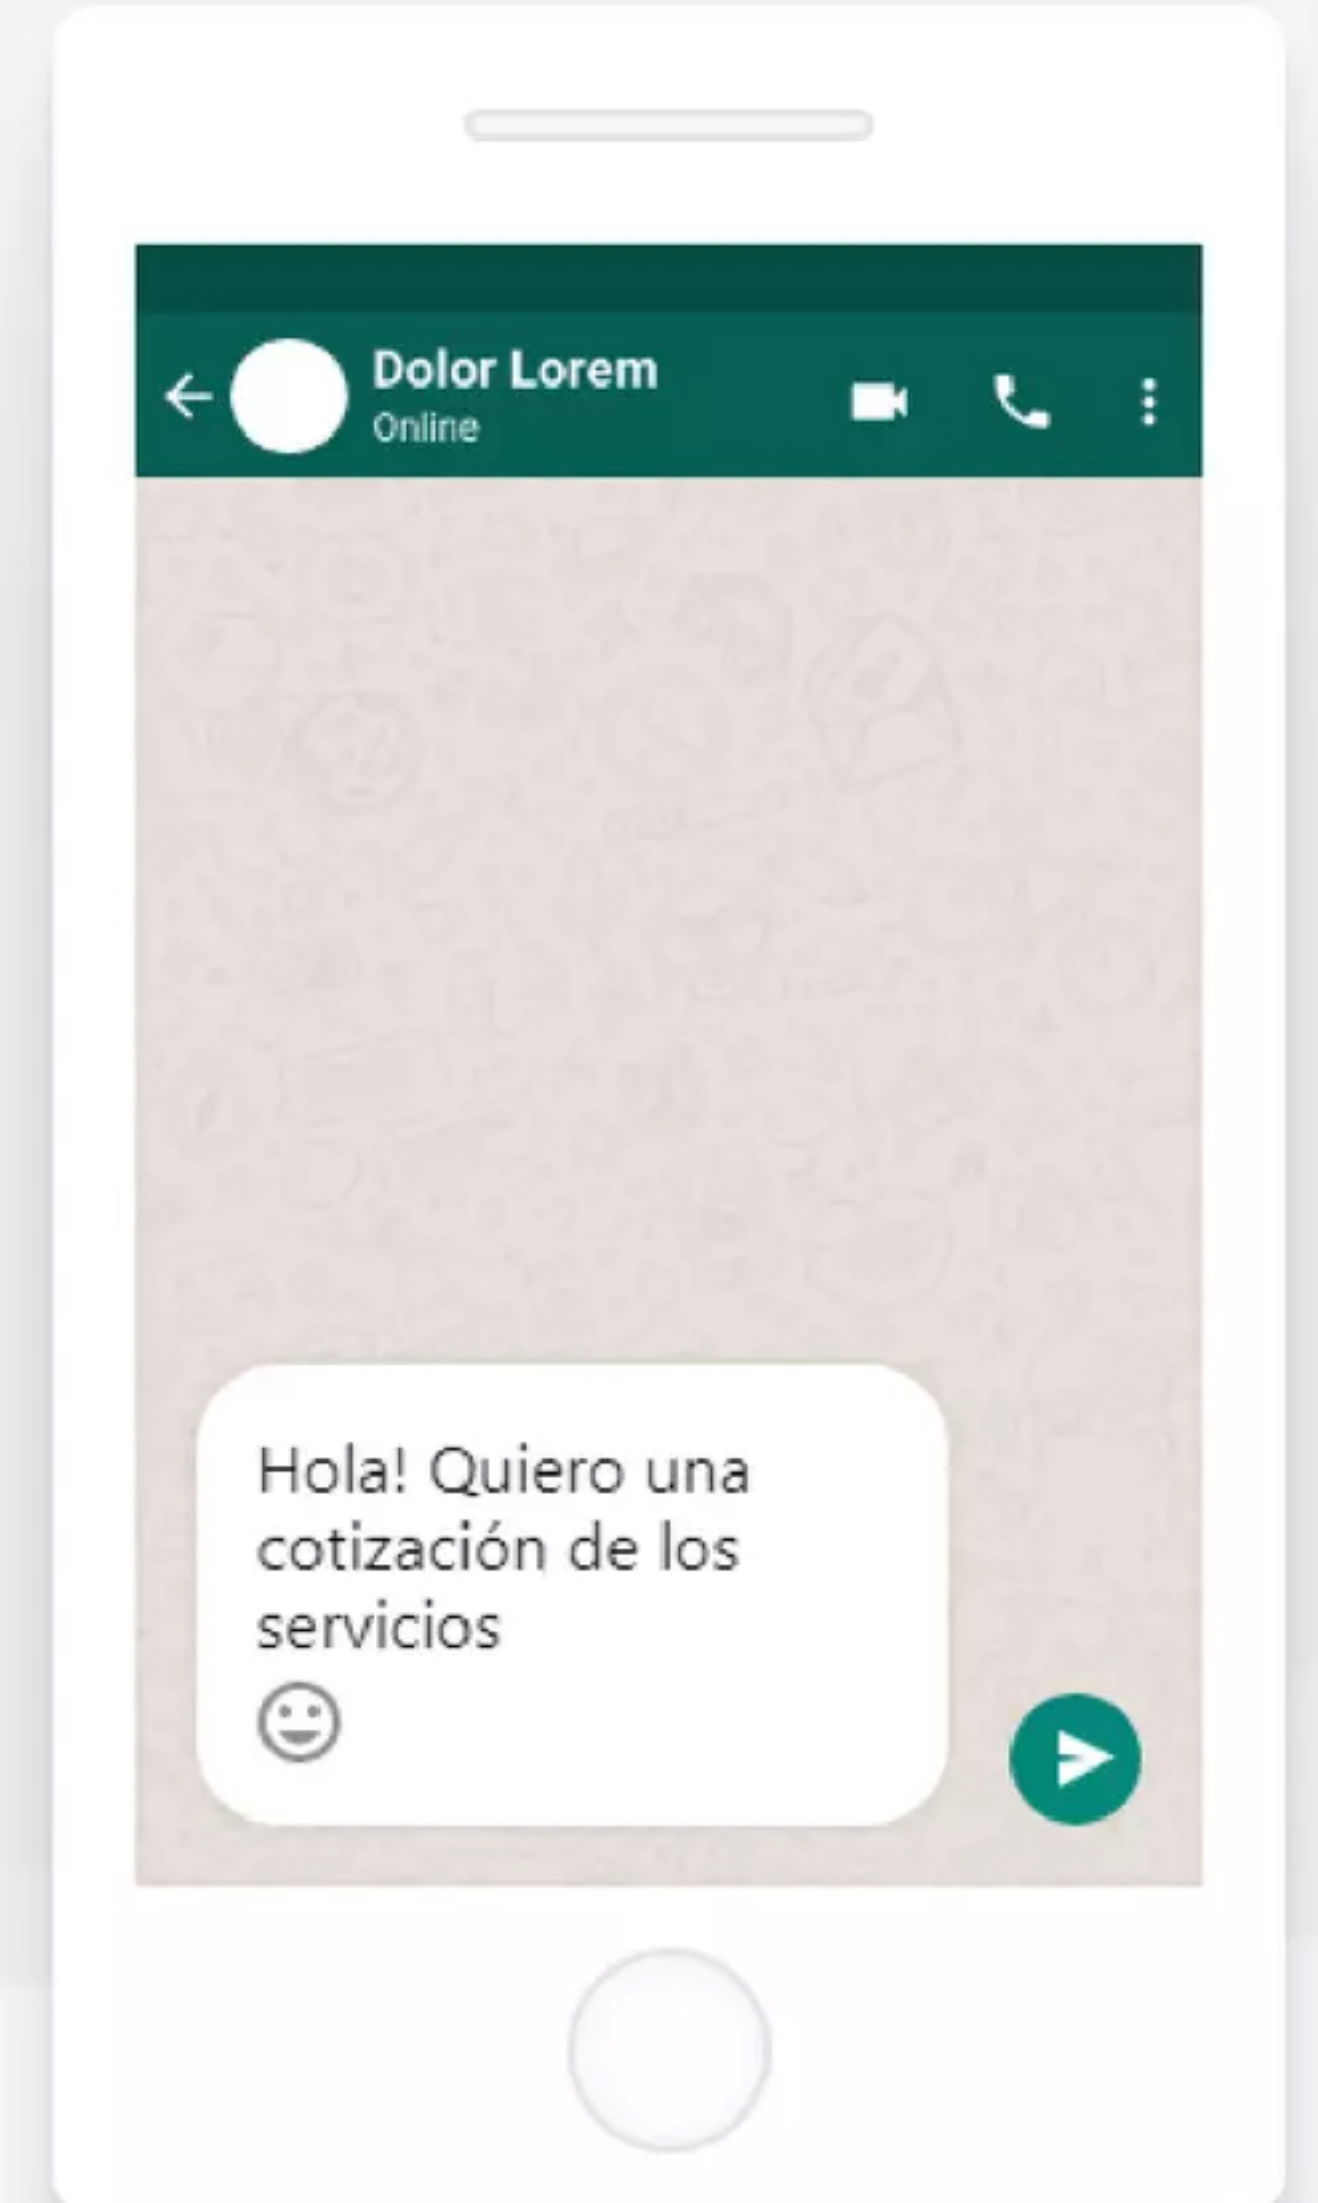 Dolor Lorem
Online
Hola! Quiero una
cotización de los
servicios